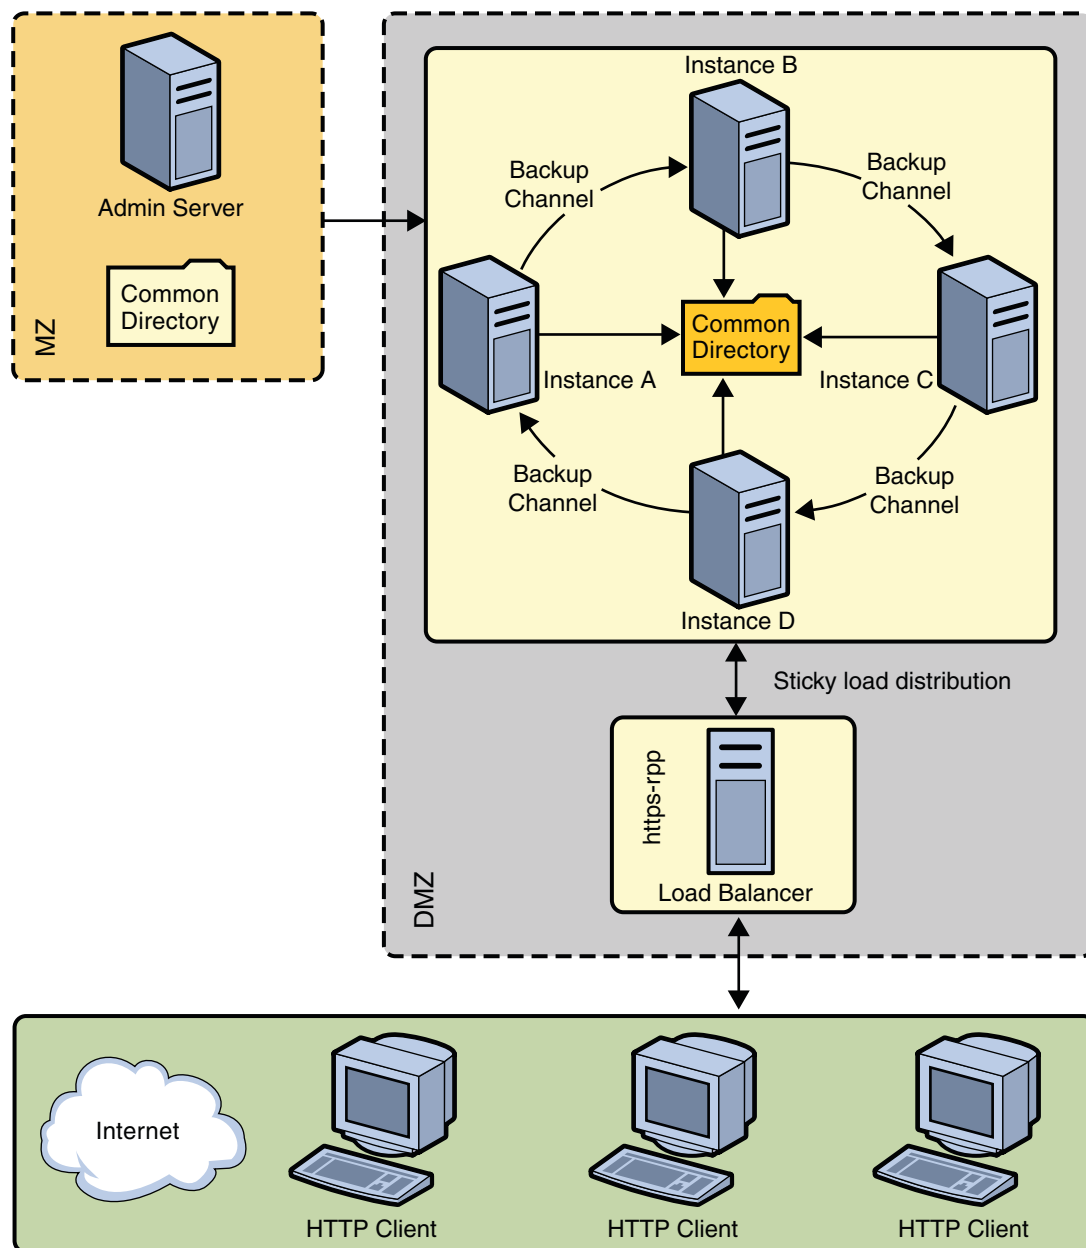 Admin Server
Common
Directory
MZ
Instance B
Backup
Channel
Backup
Channel
Common
Directory
Instance A
Instance C
Backup
Channel
Backup
Channel
Instance D
Sticky load distribution
https-rpp
Load Balancer
DMZ
Internet
HTTP Client
HTTP Client
HTTP Client